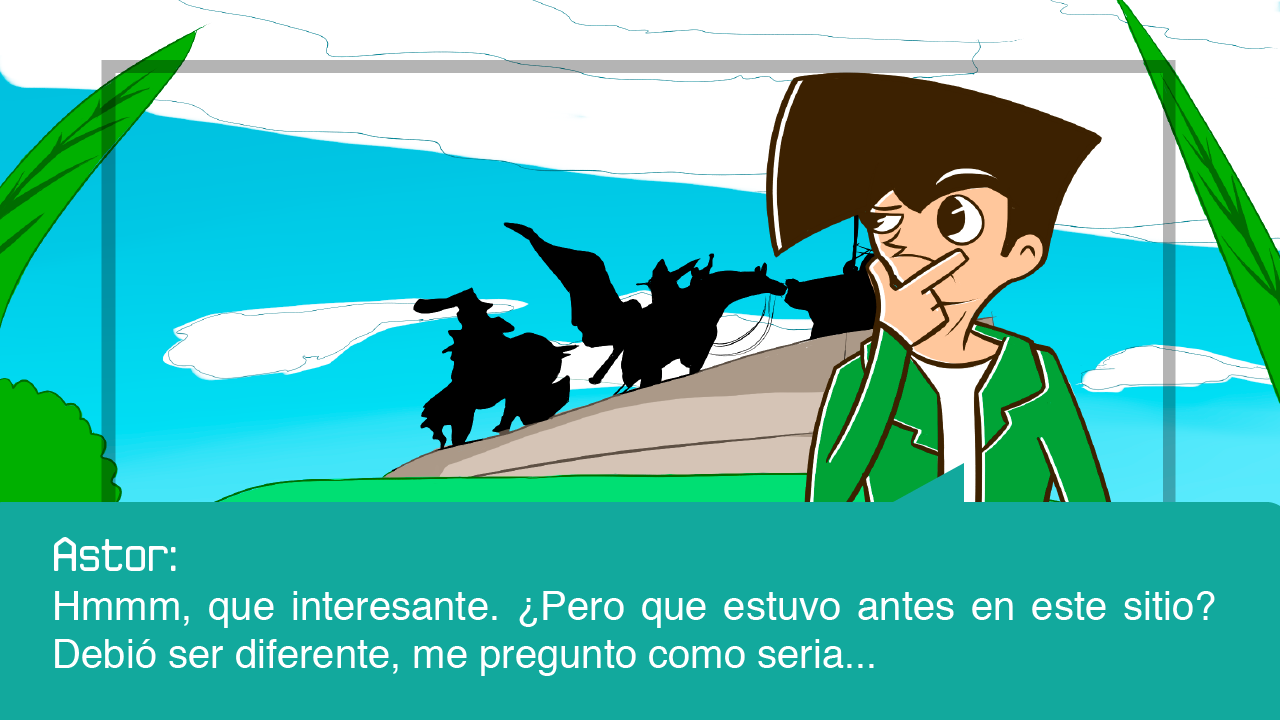 Astor:
Hmmm, que interesante. ¿Pero que estuvo antes en este sitio?
Debió ser diferente, me pregunto como seria...